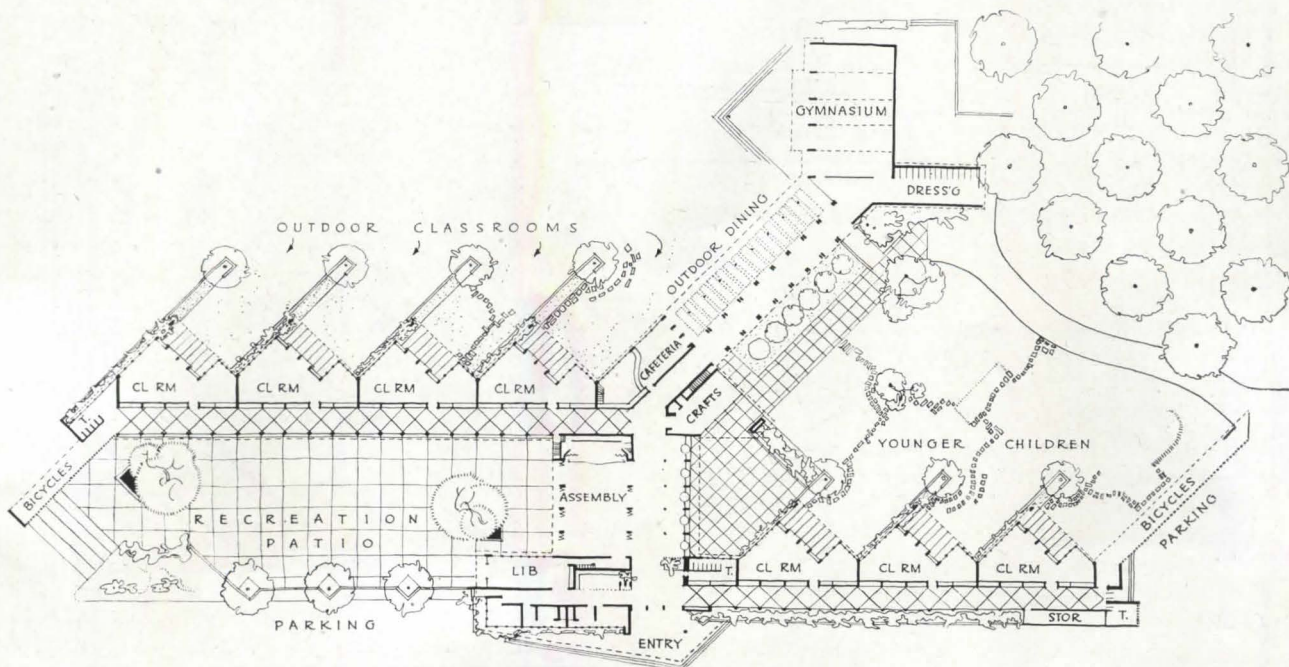 GYMNASIUM
DRESS'G
OUTDOOR CLASSROOMS
OUTDOOR DINING
CAFETERIA
CL RM
CL RM
CL RM
CL RM
CRAFTS
T.
BICYCLES
YOUNGER CHILDREN
ASSEMBLY
RECREATION
PATIO
BICYCLES
PARKING
LIB
T.
CL RM
CL RM
CL RM
STOR
T.
PARKING
ENTRY